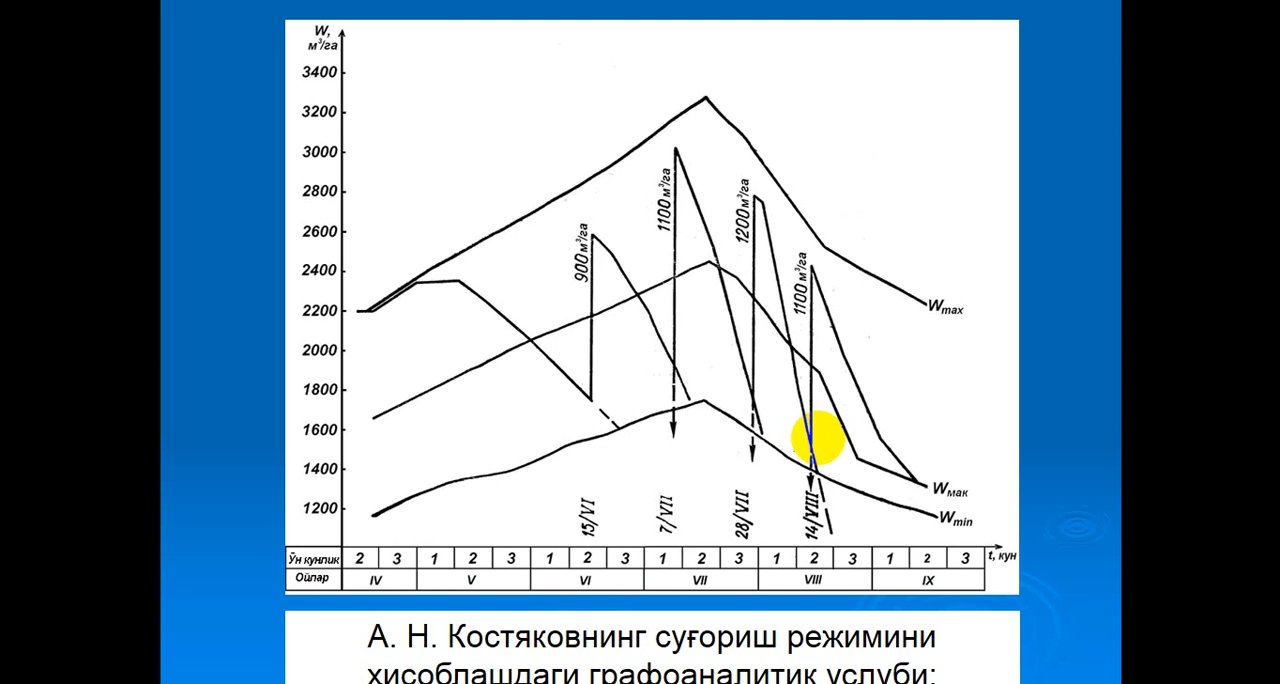 W,
м³/га
3400
3200
3000
2800
2600
2400
2200
2000
1800
1600
1400
1200
900 м³/га
1100 м³/га
1200 м³/га
1100 м³/га
Wmax
Wмак
Wmin
15/VI
7/VII
28/VII
14/VIII
Ўн кунлик 2 3 1 2 3 1 2 3 1 2 3 1 2 3 1 2 3 t, кун
Ойлар IV V VI VII VIII IX
А. Н. Костяковнинг суғориш режимини
ҳисоблашдаги графоаналитик услуби: